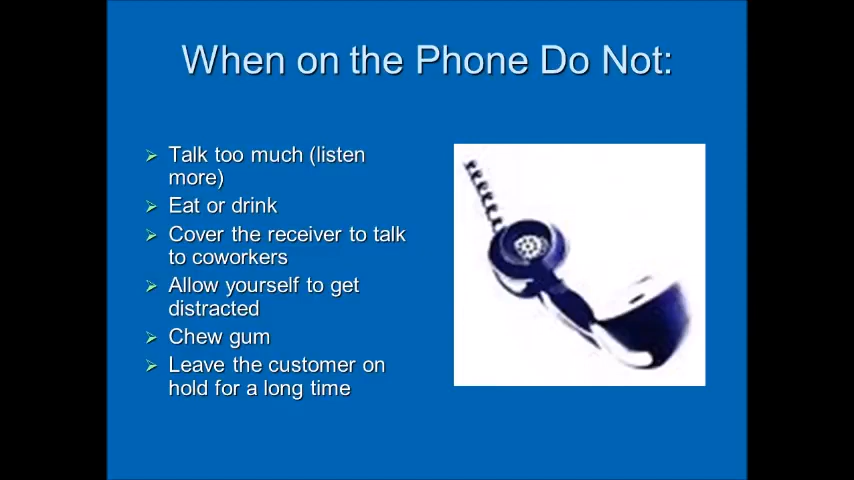 When on the Phone Do Not:
Talk too much (listen
more)
Eat or drink
Cover the receiver to talk
to coworkers
Allow yourself to get
distracted
Chew gum
Leave the customer on
hold for a long time